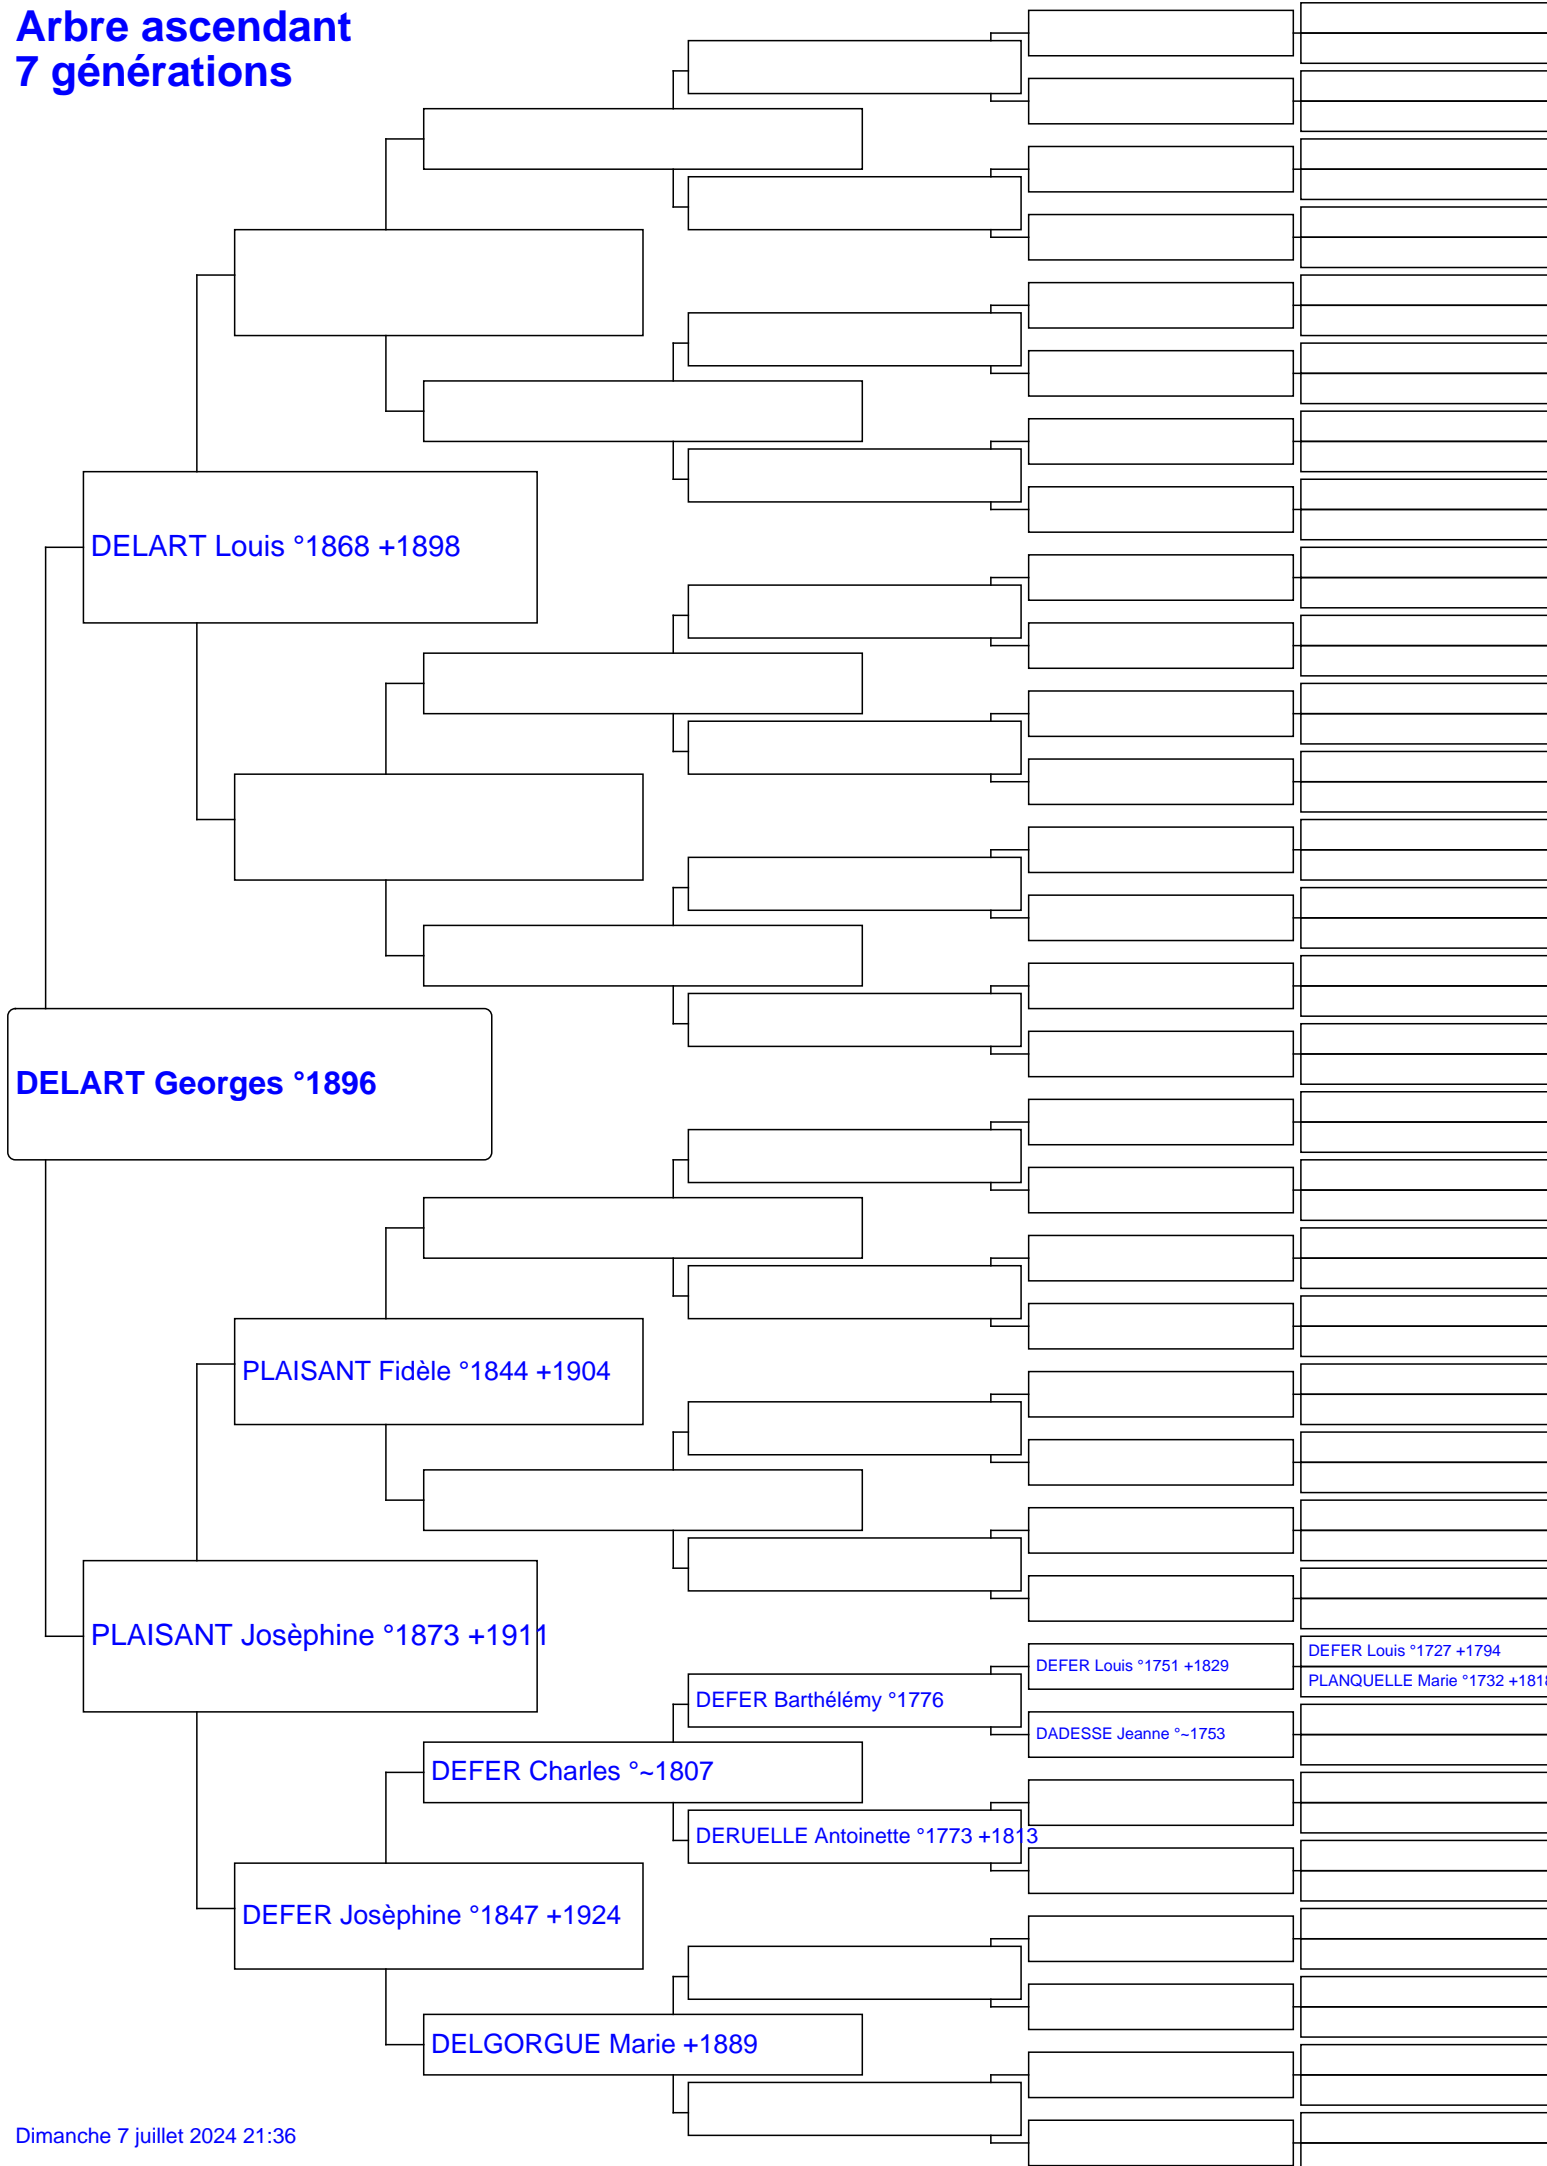 Arbre ascendant
7 générations
DELART Louis °1868 +1898
DELART Georges °1896
PLAISANT Fidèle °1844 +1904
PLAISANT Josèphine °1873 +1911
DEFER Louis °1727 +1794
DEFER Louis °1751 +1829
PLANQUELLE Marie °1732 +1818
DEFER Barthélémy °1776
DADESSE Jeanne °~1753
DEFER Charles °~1807
DERUELLE Antoinette °1773 +1813
DEFER Josèphine °1847 +1924
DELGORGUE Marie +1889
Dimanche 7 juillet 2024 21:36